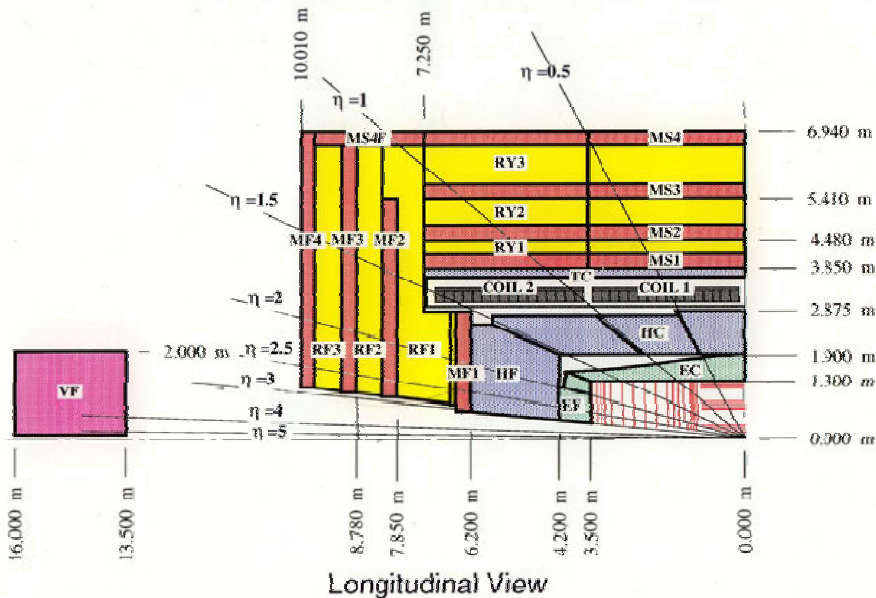 10.010 m
7.250 m
η =0.5
η =1
MS4F
MS4
6.940 m
RY3
MS3
5.410 m
η =1.5
RY2
MS2
MF4
MF3
MF2
RY1
4.480 m
MS1
3.850 m
TC
COIL 2
COIL 1
η =2
2.875 m
HC
2.000 m
η =2.5
RF3
RF2
RF1
1.900 m
MF1
HF
EC
η =3
1.300 m
VF
EF
η =4
η =5
0.000 m
16.000 m
13.500 m
8.780 m
7.850 m
6.200 m
4.200 m
3.500 m
0.000 m
Longitudinal View